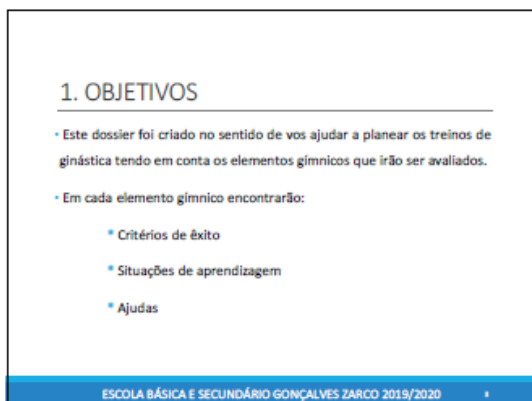 1. OBJETIVOS
• Este dossier foi criado no sentido de vos ajudar a planear os treinos de
ginástica tendo em conta os elementos gímnicos que irão ser avaliados.
• Em cada elemento gímnico encontrarão:
* Critérios de êxito
* Situações de aprendizagem
* Ajudas
ESCOLA BÁSICA E SECUNDÁRIO GONÇALVES ZARCO 2019/2020